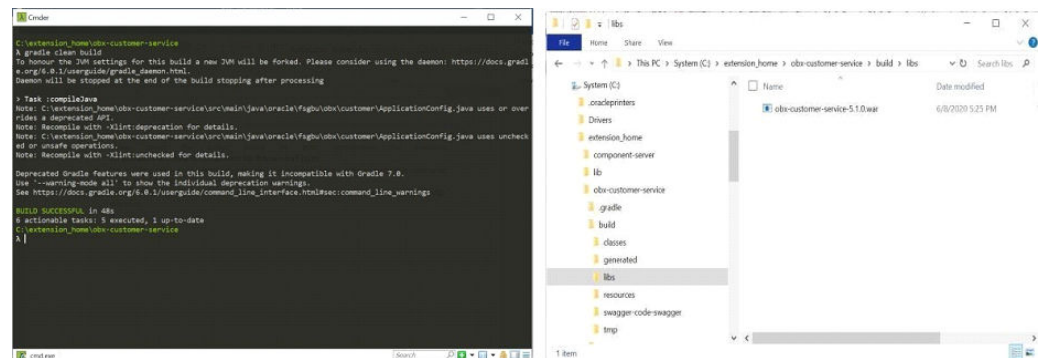 Cmder
C:\extension_home\obx-customer-service
λ gradle clean build
To honour the JVM settings for this build a new JVM will be forked. Please consider using the daemon: https://docs.gradl
e.org/6.0.1/userguide/gradle_daemon.html.
Daemon will be stopped at the end of the build stopping after processing
> Task :compileJava
Note: C:\extension_home\obx-customer-service\src\main\java\oracle\fsgbu\obx\customer\ApplicationConfig.java uses or over
rides a deprecated API.
Note: Recompile with -Xlint:deprecation for details.
Note: C:\extension_home\obx-customer-service\src\main\java\oracle\fsgbu\obx\customer\ApplicationConfig.java uses uncheck
ed or unsafe operations.
Note: Recompile with -Xlint:unchecked for details.
Deprecated Gradle features were used in this build, making it incompatible with Gradle 7.0.
Use '--warning-mode all' to show the individual deprecation warnings.
See https://docs.gradle.org/6.0.1/userguide/command_line_interface.html#sec:command_line_warnings
BUILD SUCCESSFUL in 48s
6 actionable tasks: 5 executed, 1 up-to-date
C:\extension_home\obx-customer-service
λ
cmd.exe
Search
libs
File Home Share View
This PC > System (C:) > extension_home > obx-customer-service > build > libs
Search libs
System (C:)
.oracleprinters
Drivers
extension_home
component-server
lib
obx-customer-service
.gradle
build
classes
generated
libs
resources
swagger-code-swagger
tmp
Name Date modified
obx-customer-service-5.1.0.war 6/8/2020 5:25 PM
1 item